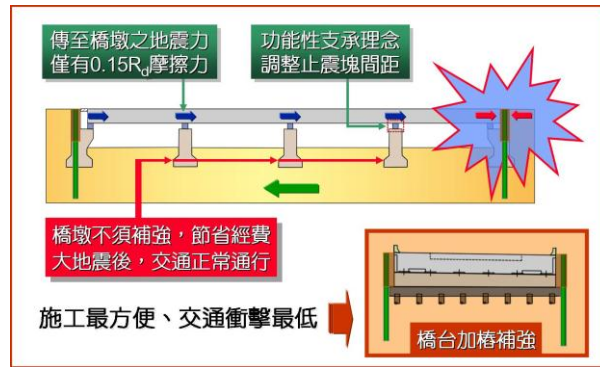 傳至橋墩之地震力
僅有0.15Rd摩擦力
功能性支承理念
調整止震塊間距
橋墩不須補強，節省經費
大地震後，交通正常通行
施工最方便、交通衝擊最低
橋台加樁補強